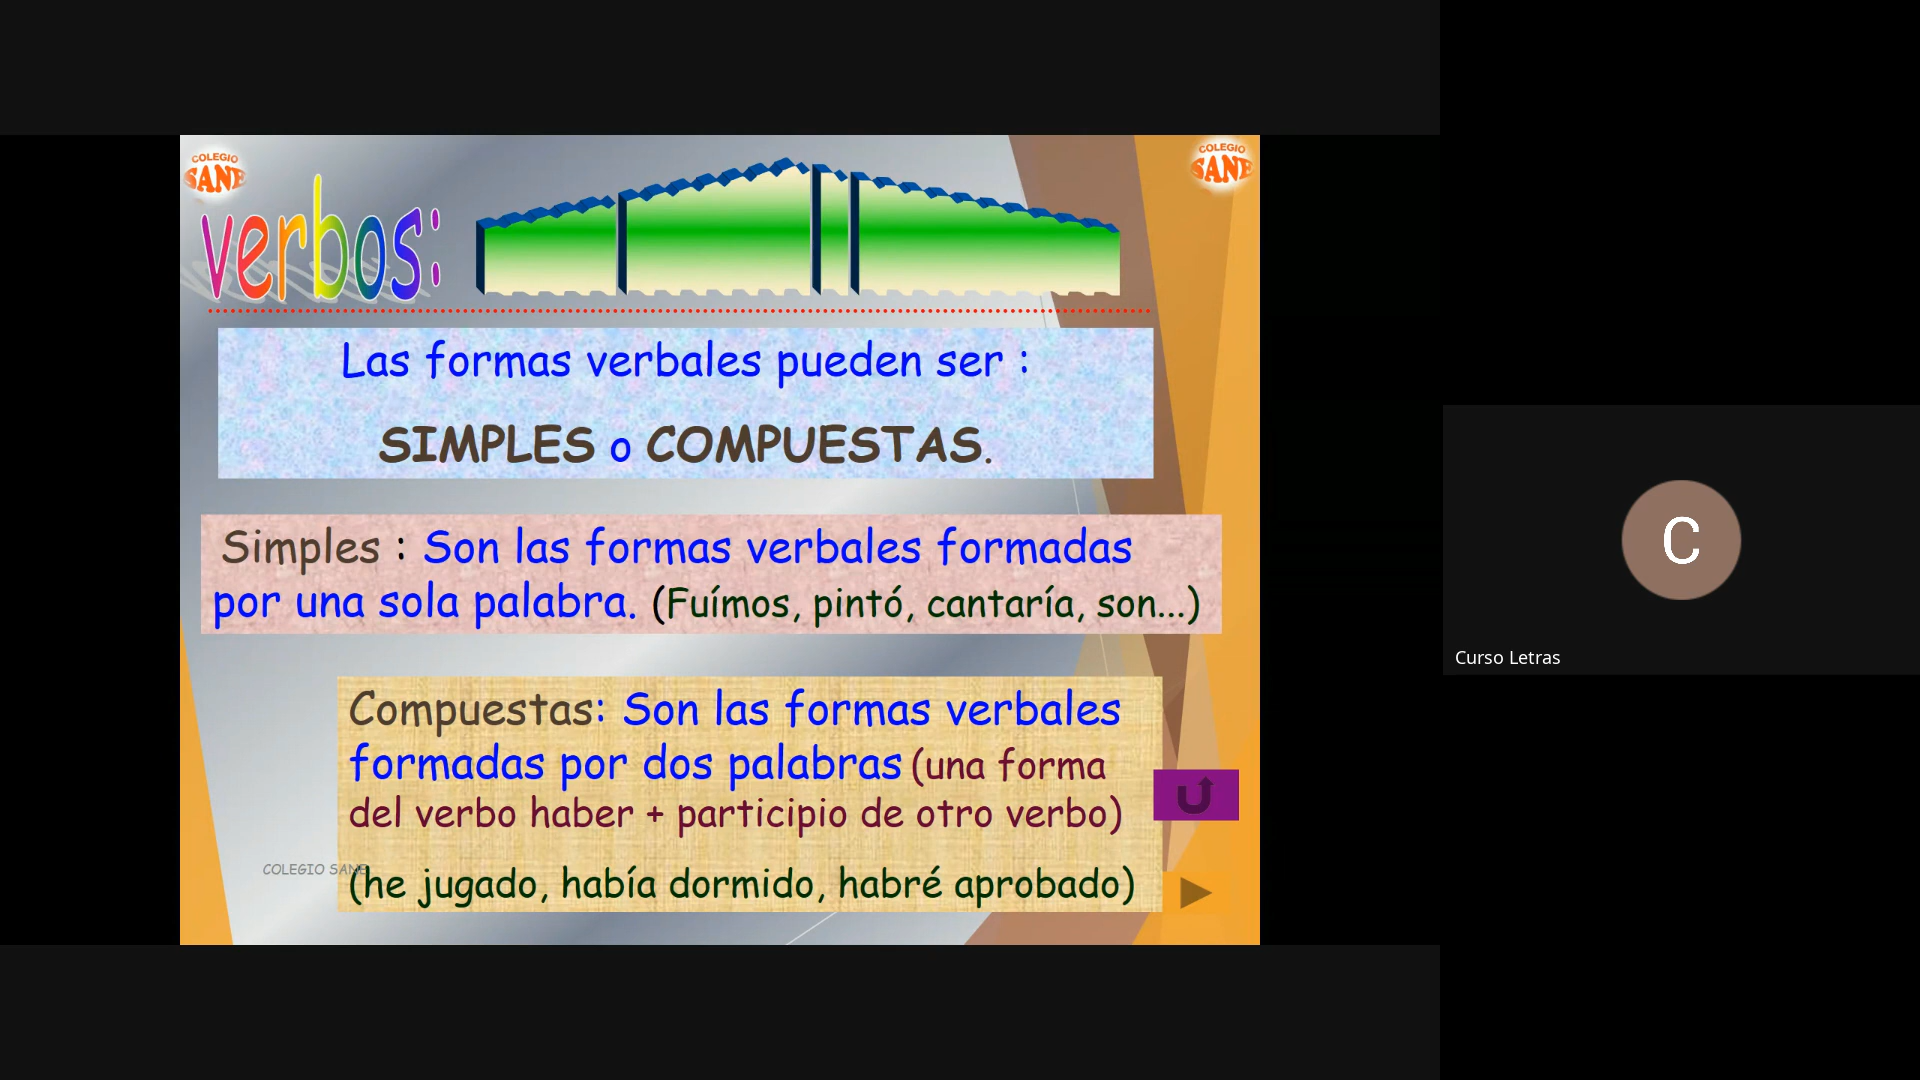 COLEGIO
SANE
COLEGIO
SANE
verbos:
Las formas verbales pueden ser :
SIMPLES o COMPUESTAS.
Simples : Son las formas verbales formadas
por una sola palabra. (Fuímos, pintó, cantaría, son...)
Compuestas: Son las formas verbales
formadas por dos palabras (una forma
del verbo haber + participio de otro verbo)
(he jugado, había dormido, habré aprobado)
COLEGIO SANE
C
Curso Letras